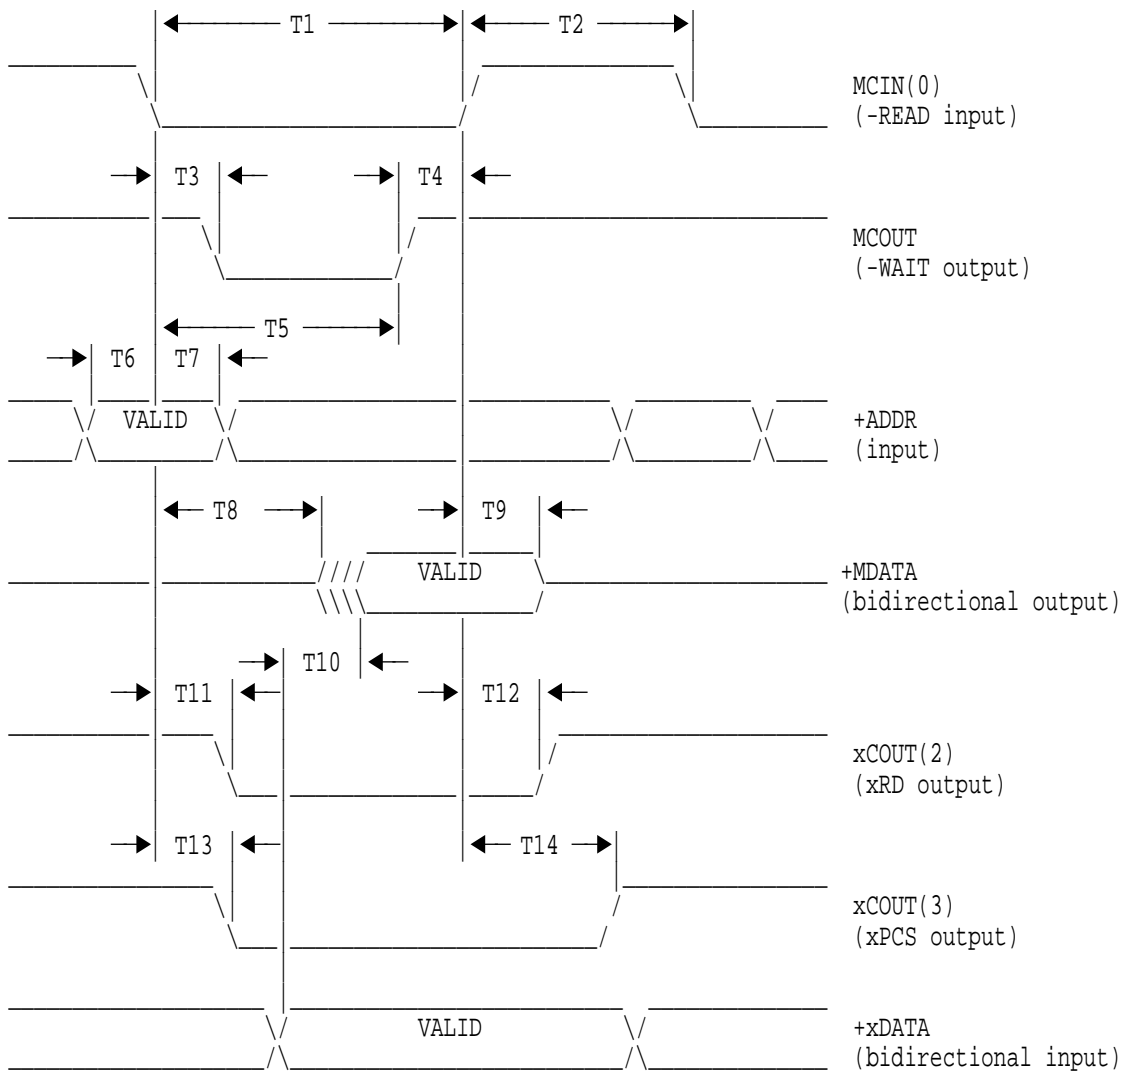 T1 T2
MCIN(0)
(-READ input)
T3 T4
MCOUT
(-WAIT output)
T5
T6 T7
VALID
+ADDR
(input)
T8 T9
VALID
+MDATA
(bidirectional output)
T10
T11 T12
xCOUT(2)
(xRD output)
T13 T14
xCOUT(3)
(xPCS output)
VALID
+xDATA
(bidirectional input)